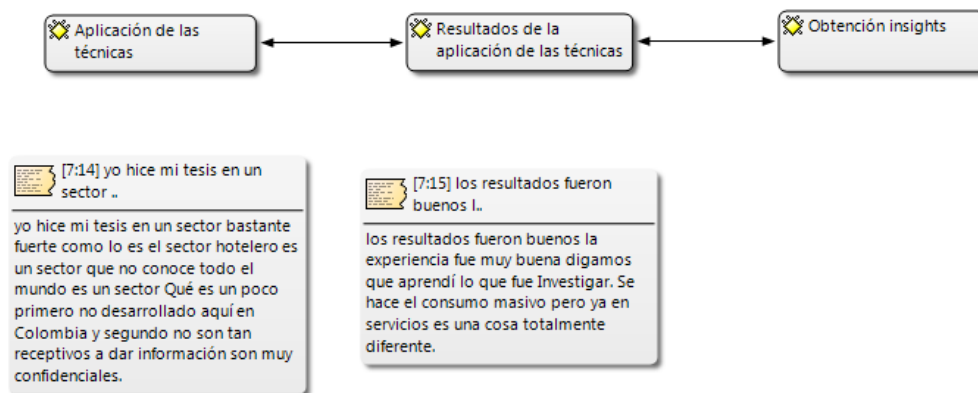 Aplicación de las
técnicas
Resultados de la
aplicación de las técnicas
Obtención insights
[7:14] yo hice mi tesis en un
sector ..
yo hice mi tesis en un sector bastante
fuerte como lo es el sector hotelero es
un sector que no conoce todo el
mundo es un sector Qué es un poco
primero no desarrollado aquí en
Colombia y segundo no son tan
receptivos a dar información son muy
confidenciales.
[7:15] los resultados fueron
buenos l..
los resultados fueron buenos la
experiencia fue muy buena digamos
que aprendí lo que fue Investigar. Se
hace el consumo masivo pero ya en
servicios es una cosa totalmente
diferente.